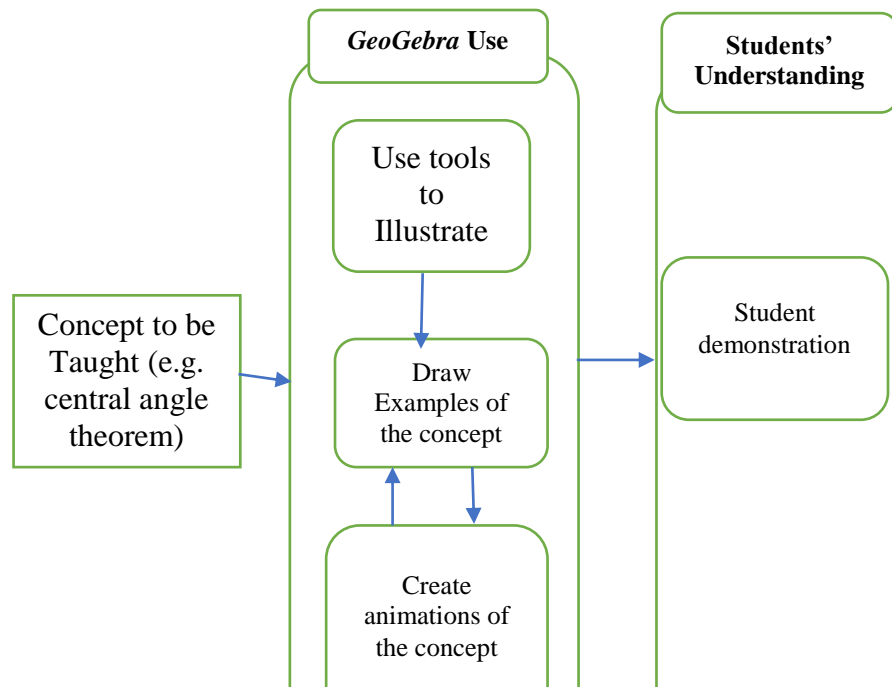 GeoGebra Use
Students’
Understanding
Use tools
to
Illustrate
Concept to be
Taught (e.g.
central angle
theorem)
Draw
Examples of
the concept
Student
demonstration
Create
animations of
the concept